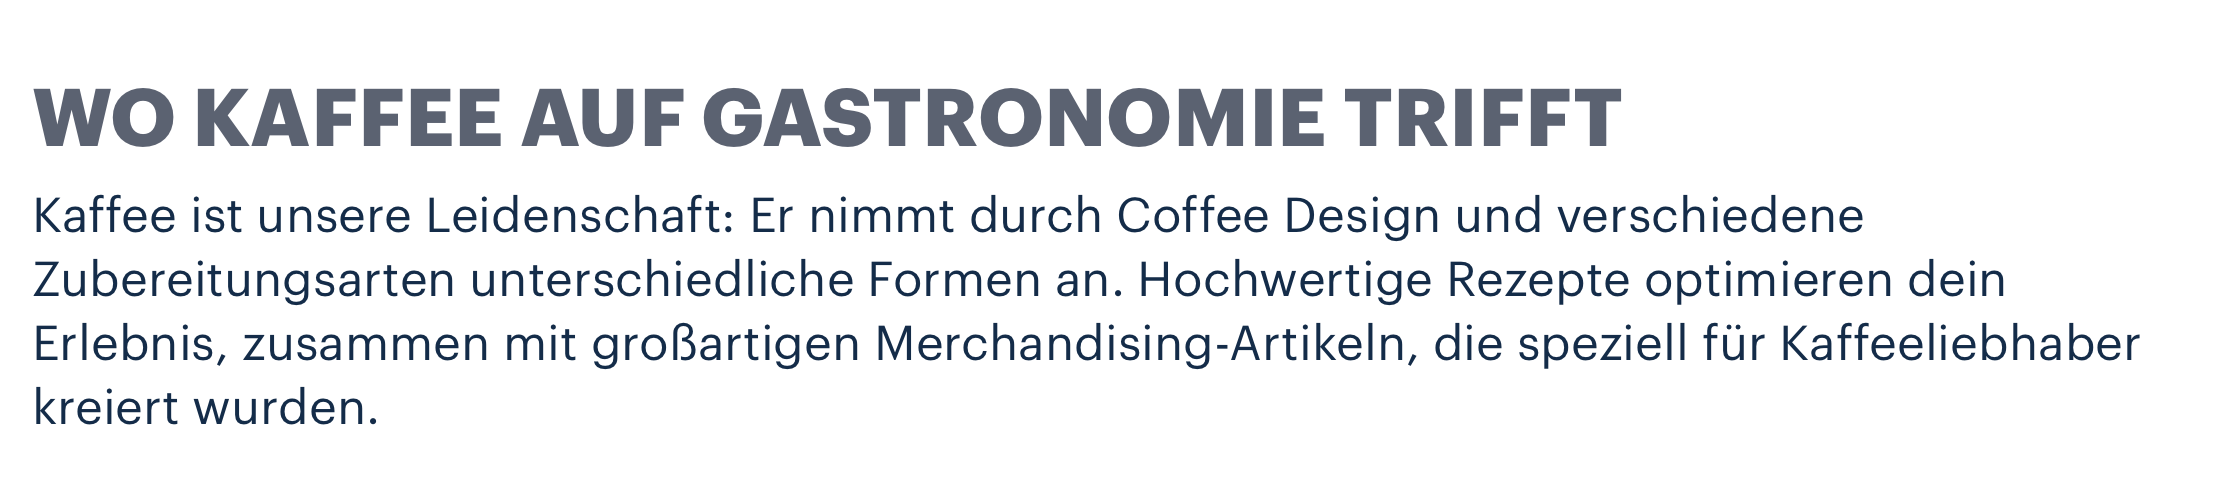 WO KAFFEE AUF GASTRONOMIE TRIFFT
Kaffee ist unsere Leidenschaft: Er nimmt durch Coffee Design und verschiedene
Zubereitungsarten unterschiedliche Formen an. Hochwertige Rezepte optimieren dein
Erlebnis, zusammen mit großartigen Merchandising-Artikeln, die speziell für Kaffeeliebhaber
kreiert wurden.